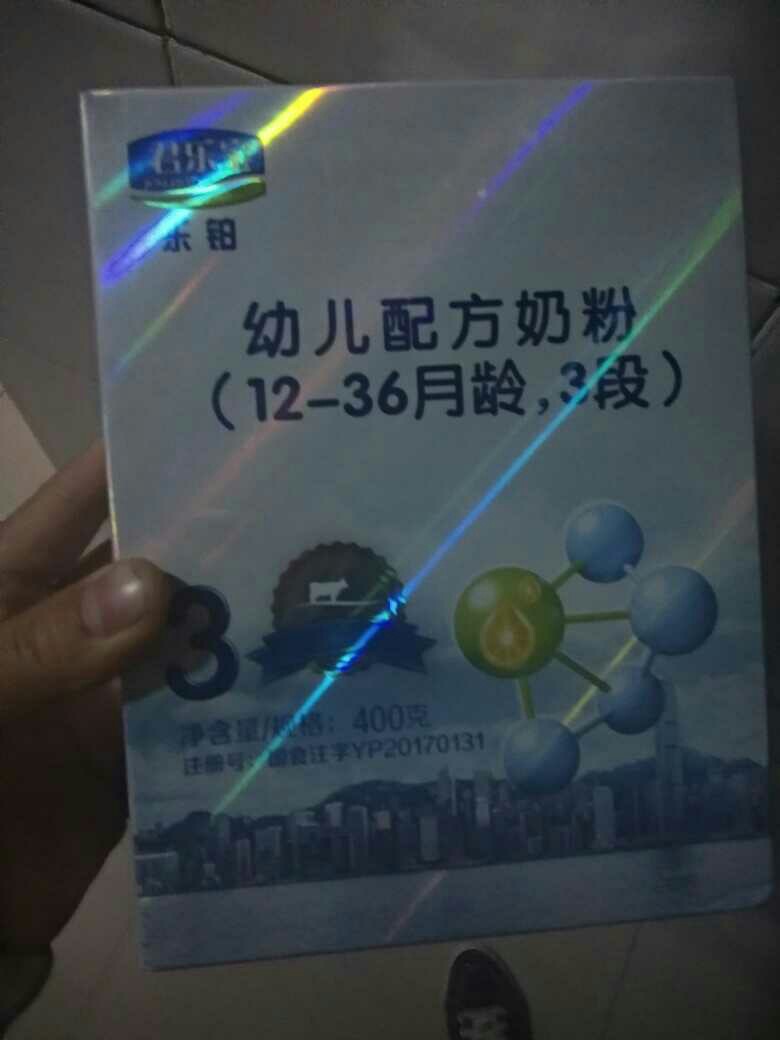 君乐宝
乐铂
幼儿配方奶粉
(12-36月龄,3段)
3
净含量/规格：400克
注册号：国食注字YP20170131